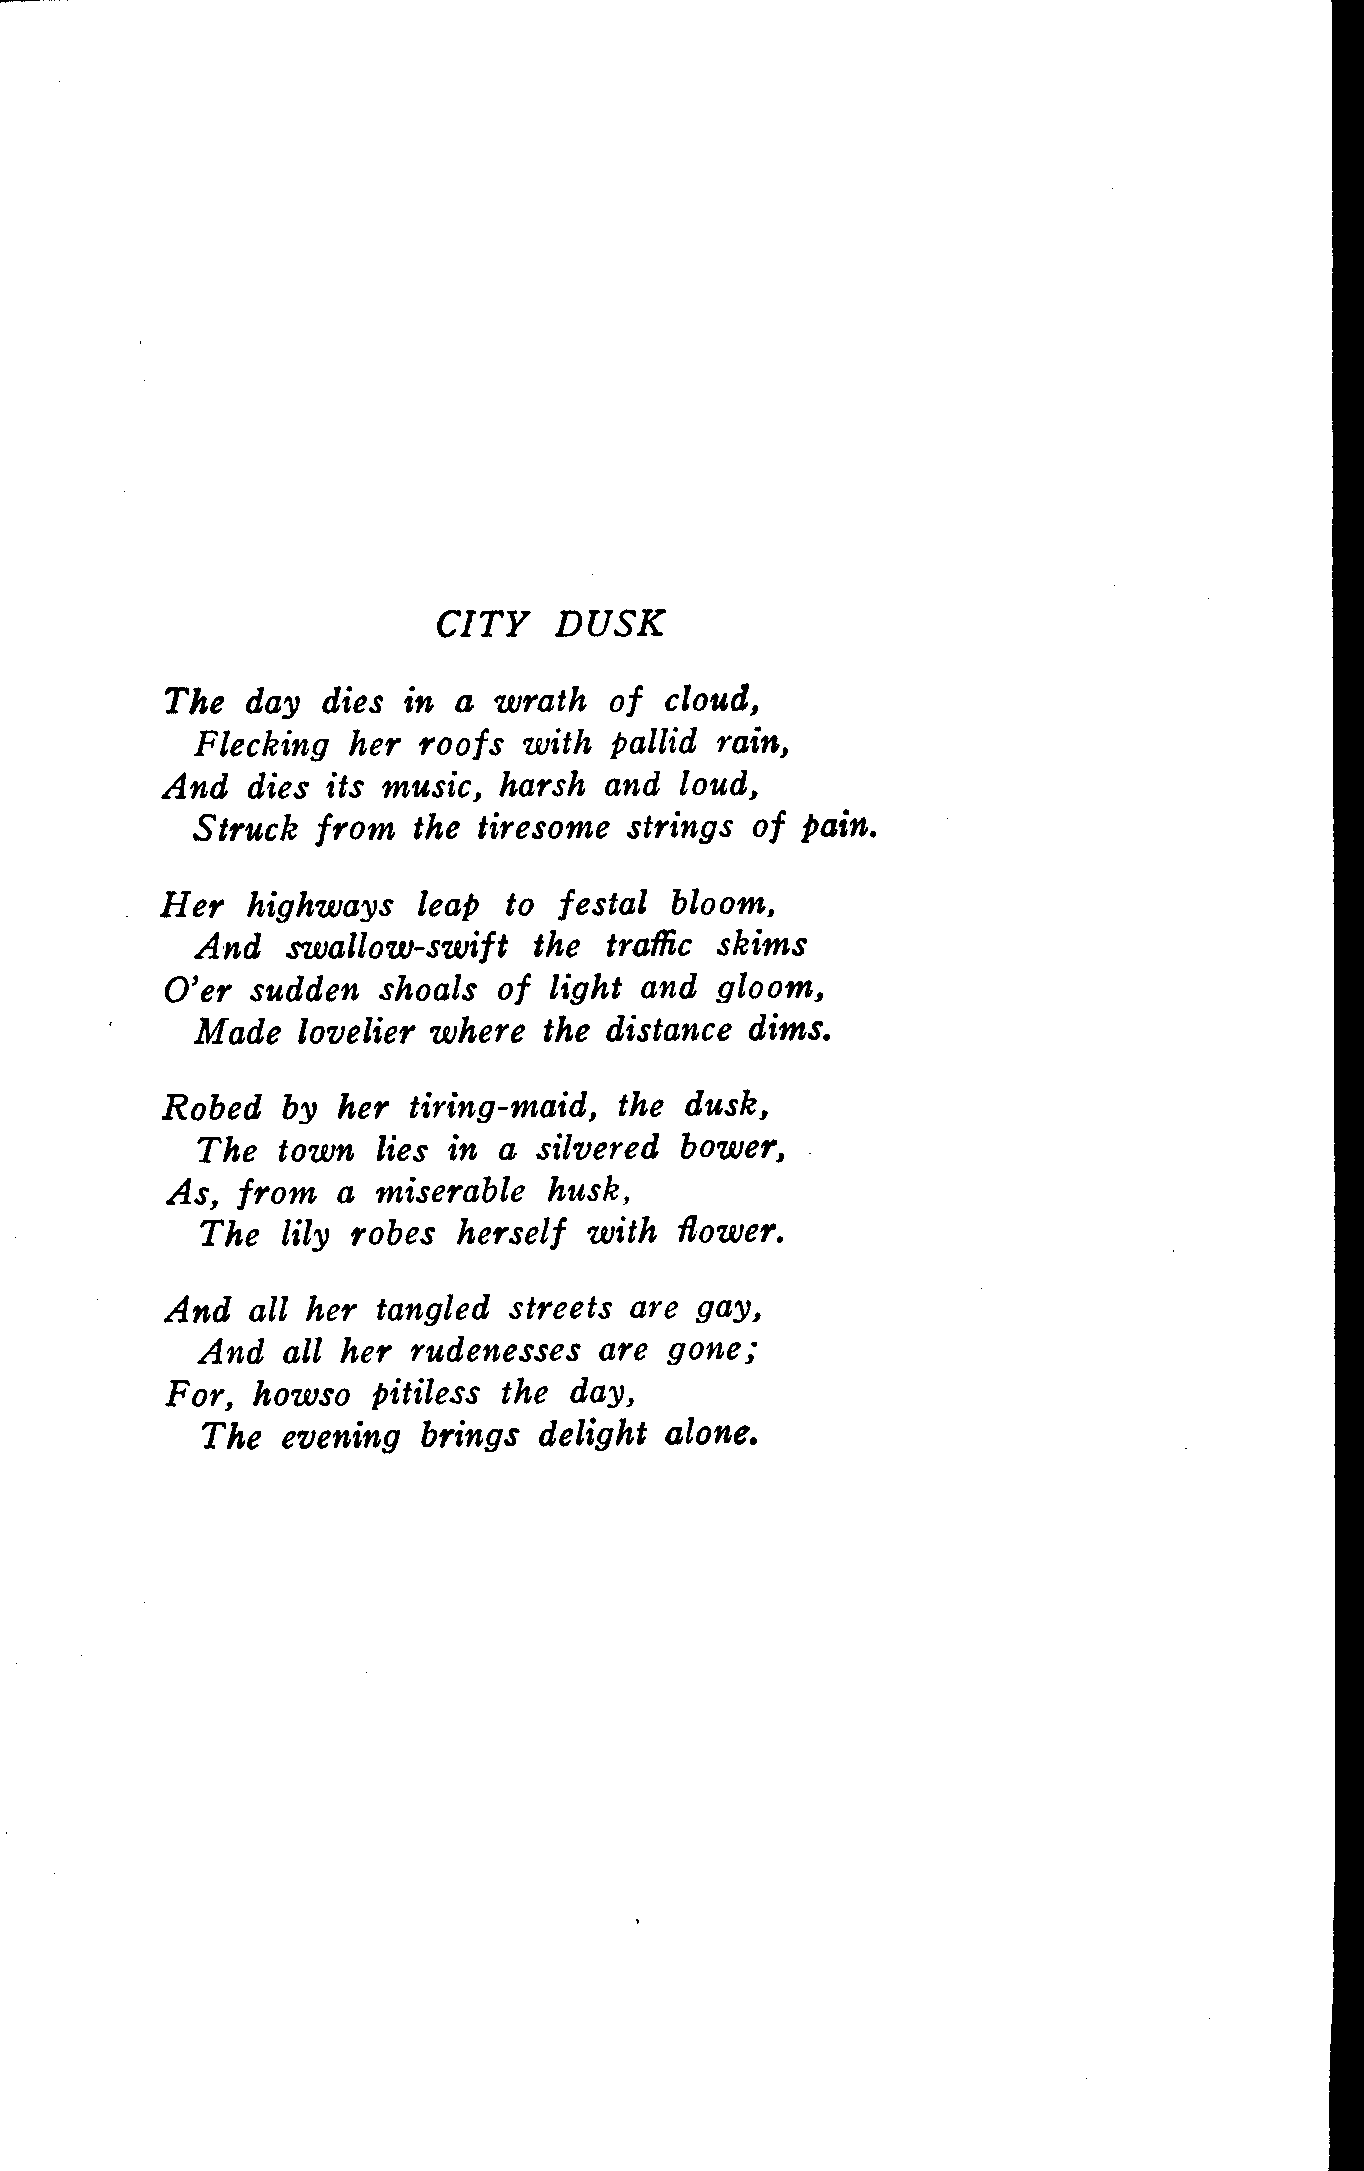 CITY DUSK
The day dies in a wrath of cloud,
Flecking her roofs with pallid rain,
And dies its music, harsh and loud,
Struck from the tiresome strings of pain.
Her highways leap to festal bloom,
And swallow-swift the traffic skims
O'er sudden shoals of light and gloom,
Made lovelier where the distance dims.
Robed by her tiring-maid, the dusk,
The town lies in a silvered bower,
As, from a miserable husk,
The lily robes herself with flower.
And all her tangled streets are gay,
And all her rudenesses are gone;
For, howso pitiless the day,
The evening brings delight alone.